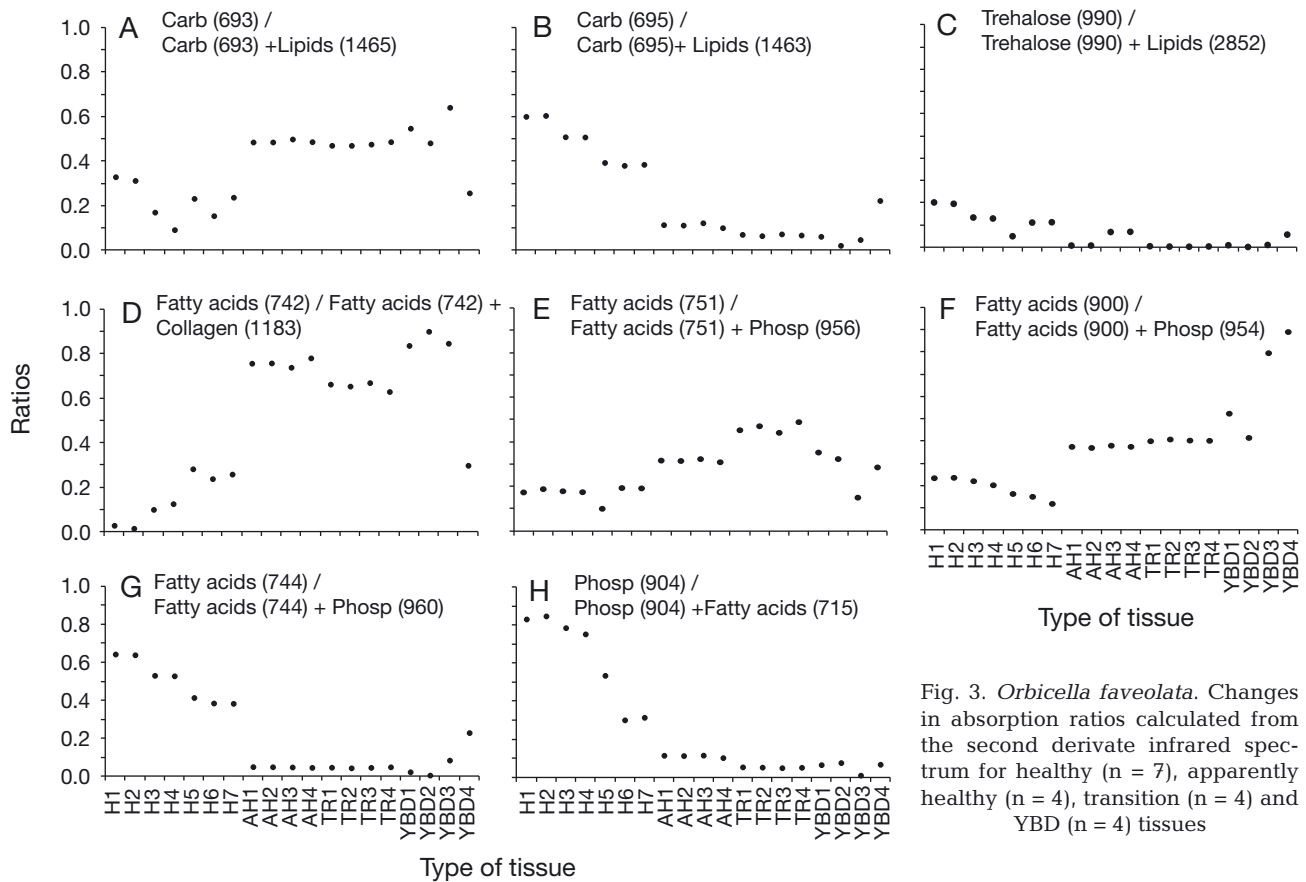 A Carb (693) /
Carb (693) +Lipids (1465)
B Carb (695) /
Carb (695)+ Lipids (1463)
C Trehalose (990) /
Trehalose (990) + Lipids (2852)
1.0
0.8
0.6
0.4
0.2
0.0
D Fatty acids (742) / Fatty acids (742) +
Collagen (1183)
E Fatty acids (751) /
Fatty acids (751) + Phosp (956)
F Fatty acids (900) /
Fatty acids (900) + Phosp (954)
1.0
0.8
0.6
0.4
0.2
0.0
Ratios
H1 H2 H3 H4 H5 H6 H7 AH1 AH2 AH3 AH4 TR1 TR2 TR3 TR4 YBD1 YBD2 YBD3 YBD4
Type of tissue
G Fatty acids (744) /
Fatty acids (744) + Phosp (960)
H Phosp (904) /
Phosp (904) +Fatty acids (715)
0.8
0.6
0.4
0.2
0.0
H1 H2 H3 H4 H5 H6 H7 AH1 AH2 AH3 AH4 TR1 TR2 TR3 TR4 YBD1 YBD2 YBD3 YBD4
H1 H2 H3 H4 H5 H6 H7 AH1 AH2 AH3 AH4 TR1 TR2 TR3 TR4 YBD1 YBD2 YBD3 YBD4
Type of tissue
Fig. 3. Orbicella faveolata. Changes
in absorption ratios calculated from
the second derivate infrared spec-
trum for healthy (n = 7), apparently
healthy (n = 4), transition (n = 4) and
YBD (n = 4) tissues